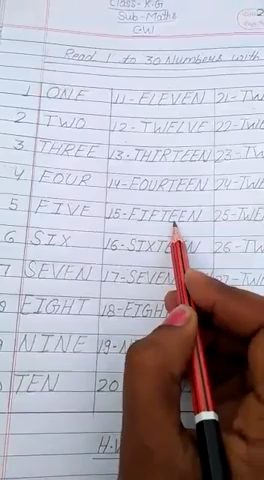 Class-K.G
Sub-Maths
C.W
Read 1 to 30 Numbers with
1 ONE 11-ELEVEN 21-TW
2 TWO 12-TWELVE 22-TW
3 THREE 13-THIRTEEN 23-TW
4 FOUR 14-FOURTEEN 24-TW
5 FIVE 15-FIFTEEN 25-TWE
6 SIX 16-SIXTEEN 26-TW
7 SEVEN 17-SEVEN 27-TW
8 EIGHT 18-EIGH
9 NINE 19-N
TEN 20
H.W